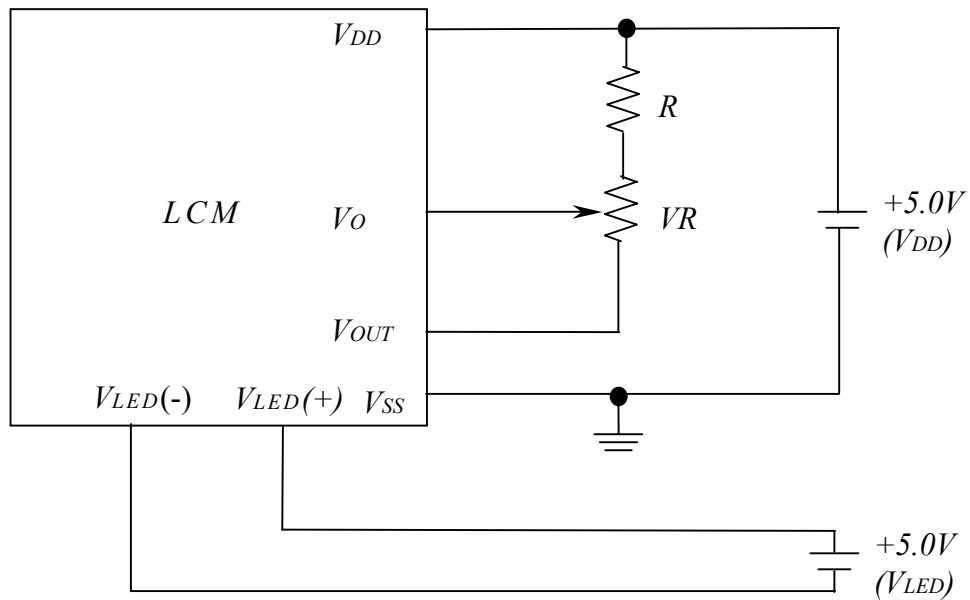 VDD
R
LCM
VO
VR
+5.0V
(VDD)
VOUT
VLED(-)
VLED(+)
VSS
+5.0V
(VLED)